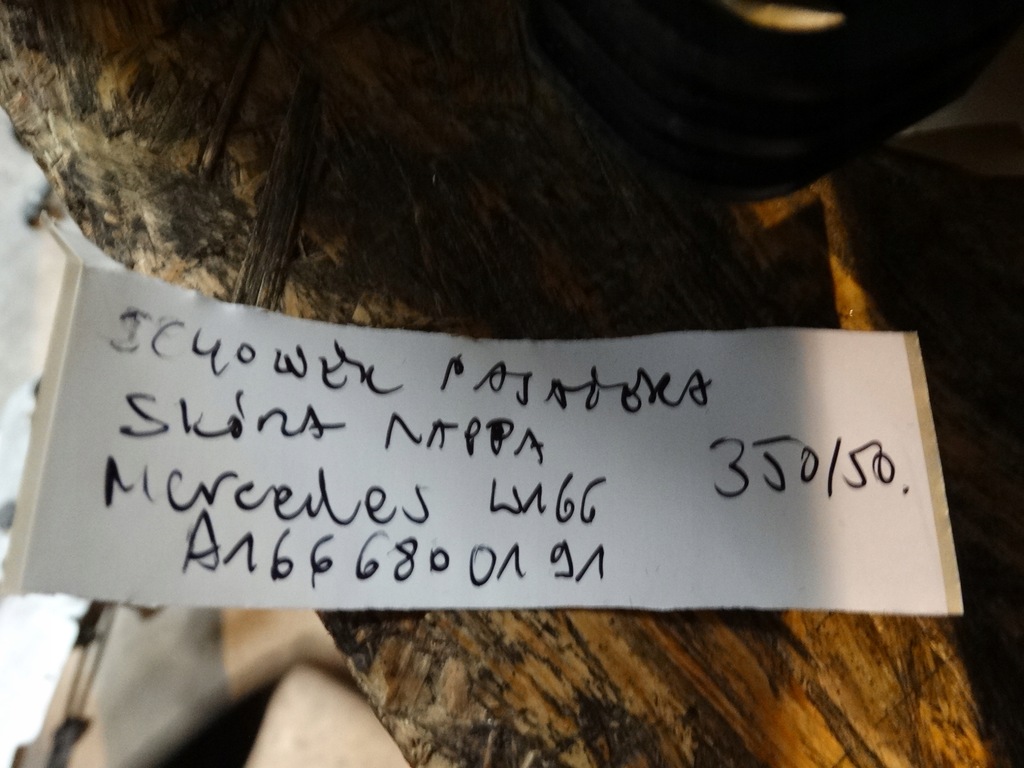 SCHOWEK PASAŻERA
SKÓRA NAPPA
350/50.
Mercedes W166
A1666800191